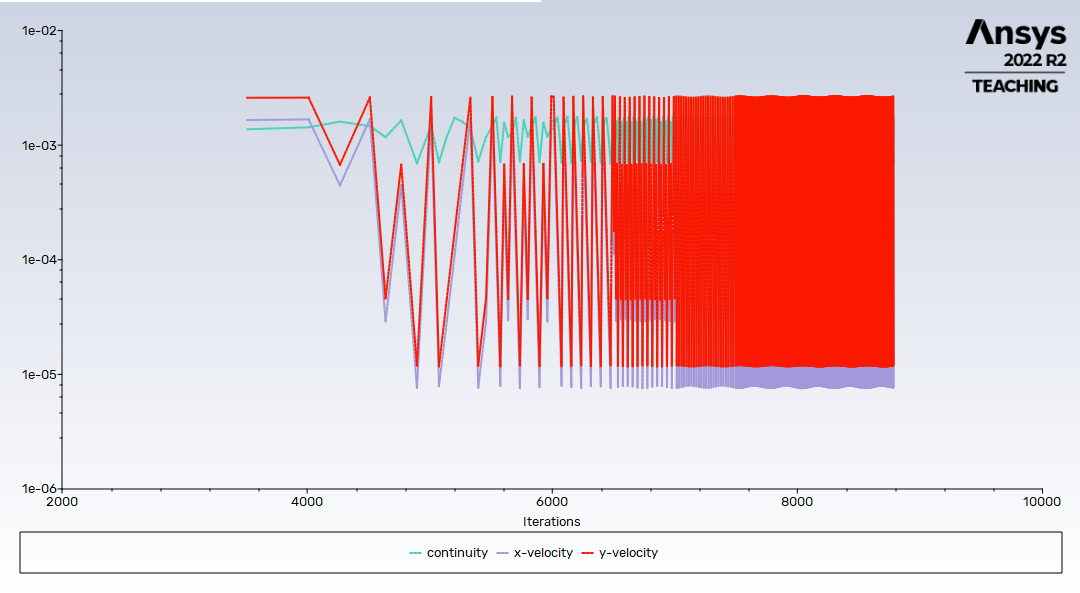 Ansys
2022 R2
TEACHING
1e-02
1e-03
1e-04
1e-05
1e-06
2000 4000 6000 8000 10000
Iterations
continuity x-velocity y-velocity